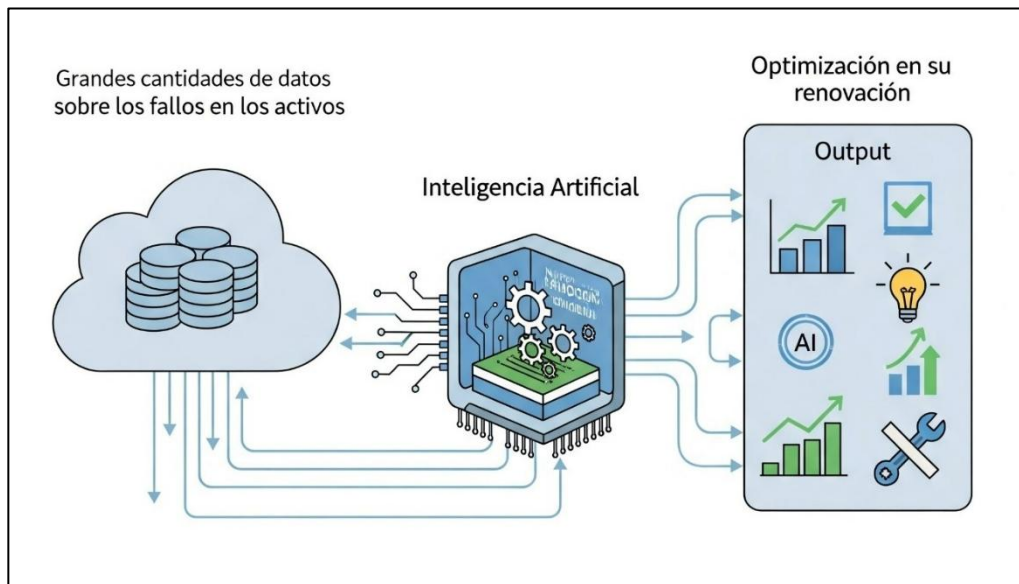 Grandes cantidades de datos
sobre los fallos en los activos
Inteligencia Artificial
Optimización en su
renovación
Output
AI